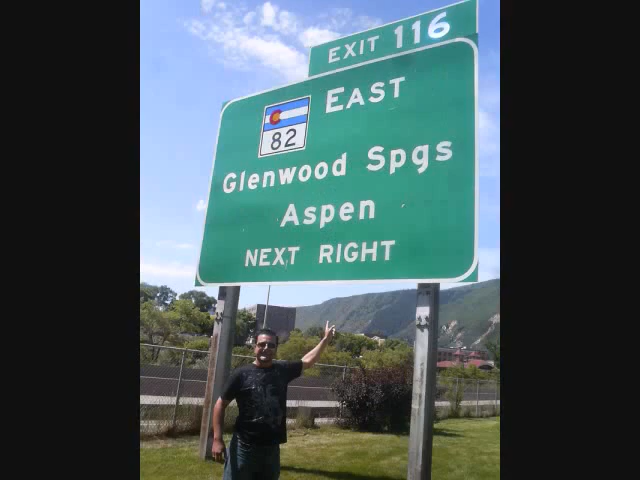 EXIT 116
EAST
82
Glenwood Spgs
Aspen
NEXT RIGHT